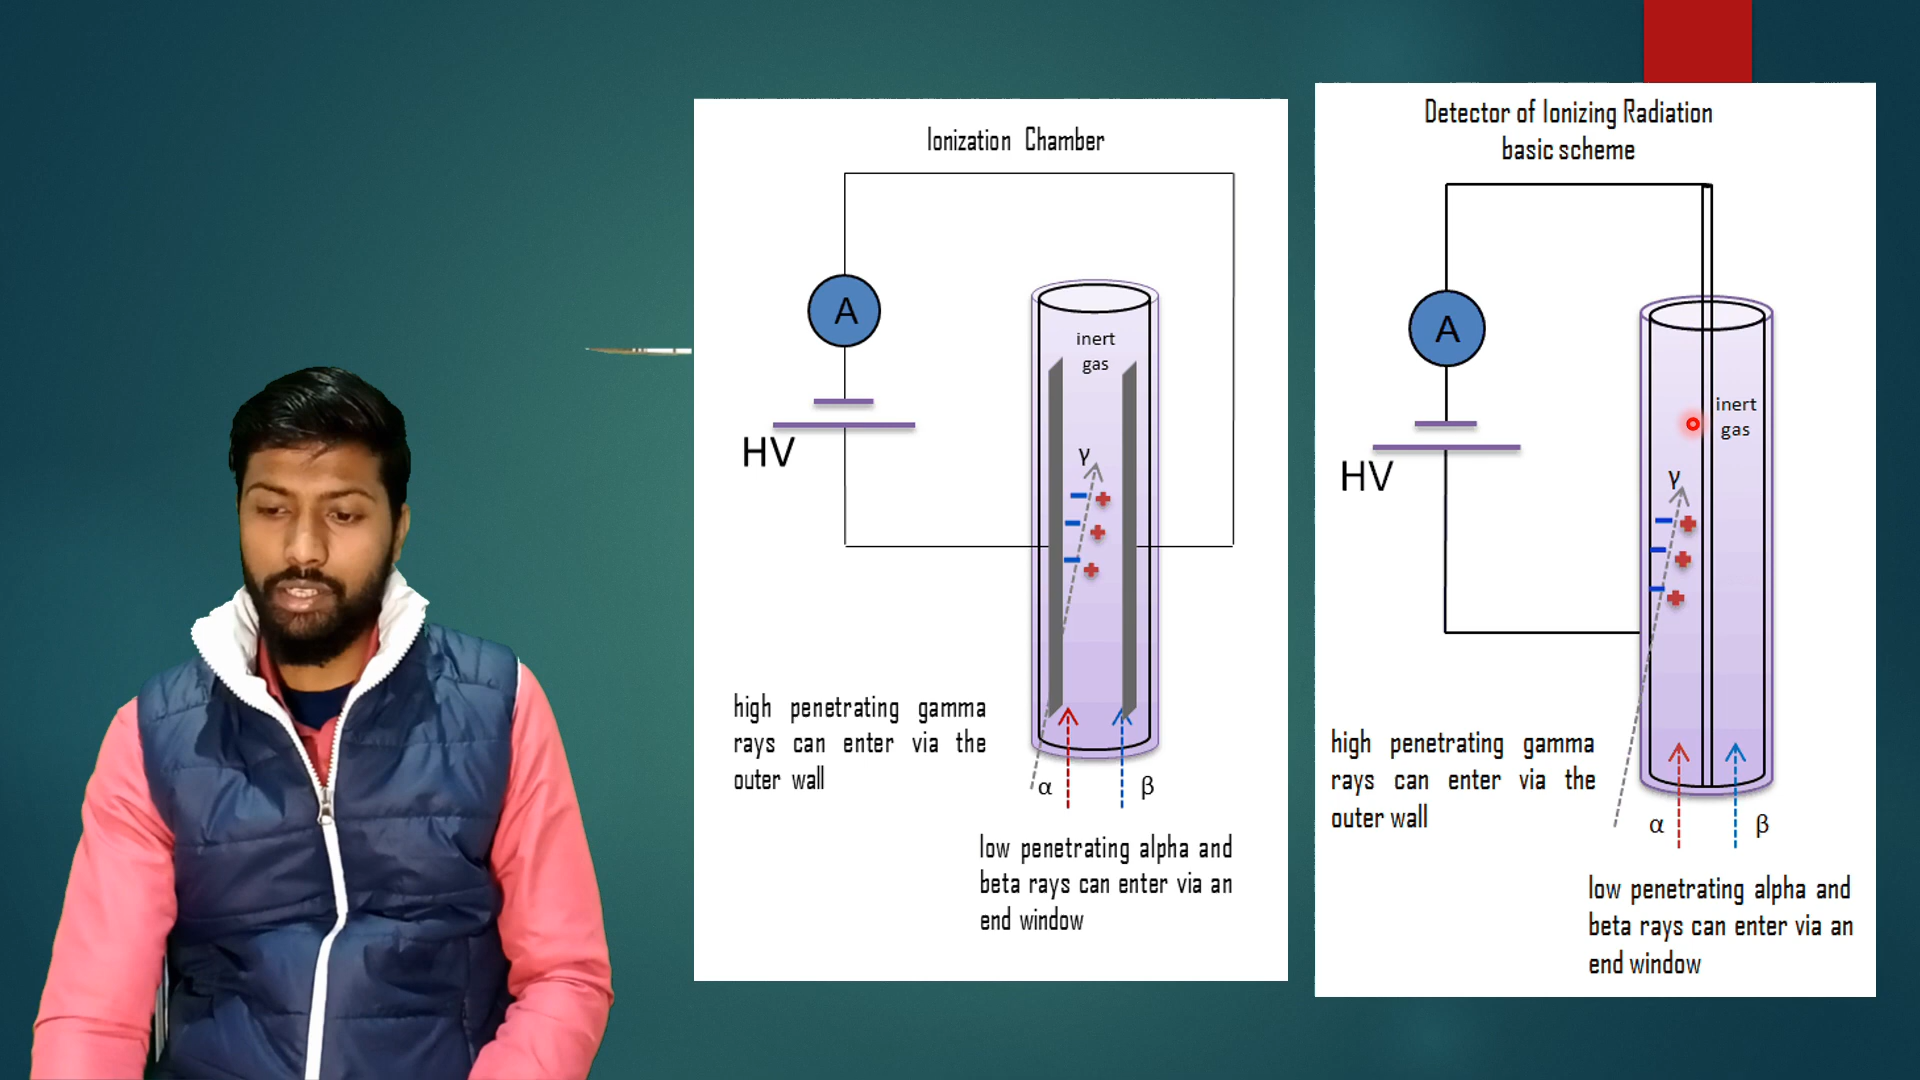 Ionization Chamber
A
HV
inert
gas
γ
high penetrating gamma
rays can enter via the
outer wall
α
β
low penetrating alpha and
beta rays can enter via an
end window
Detector of Ionizing Radiation
basic scheme
A
HV
inert
gas
γ
high penetrating gamma
rays can enter via the
outer wall
α
β
low penetrating alpha and
beta rays can enter via an
end window